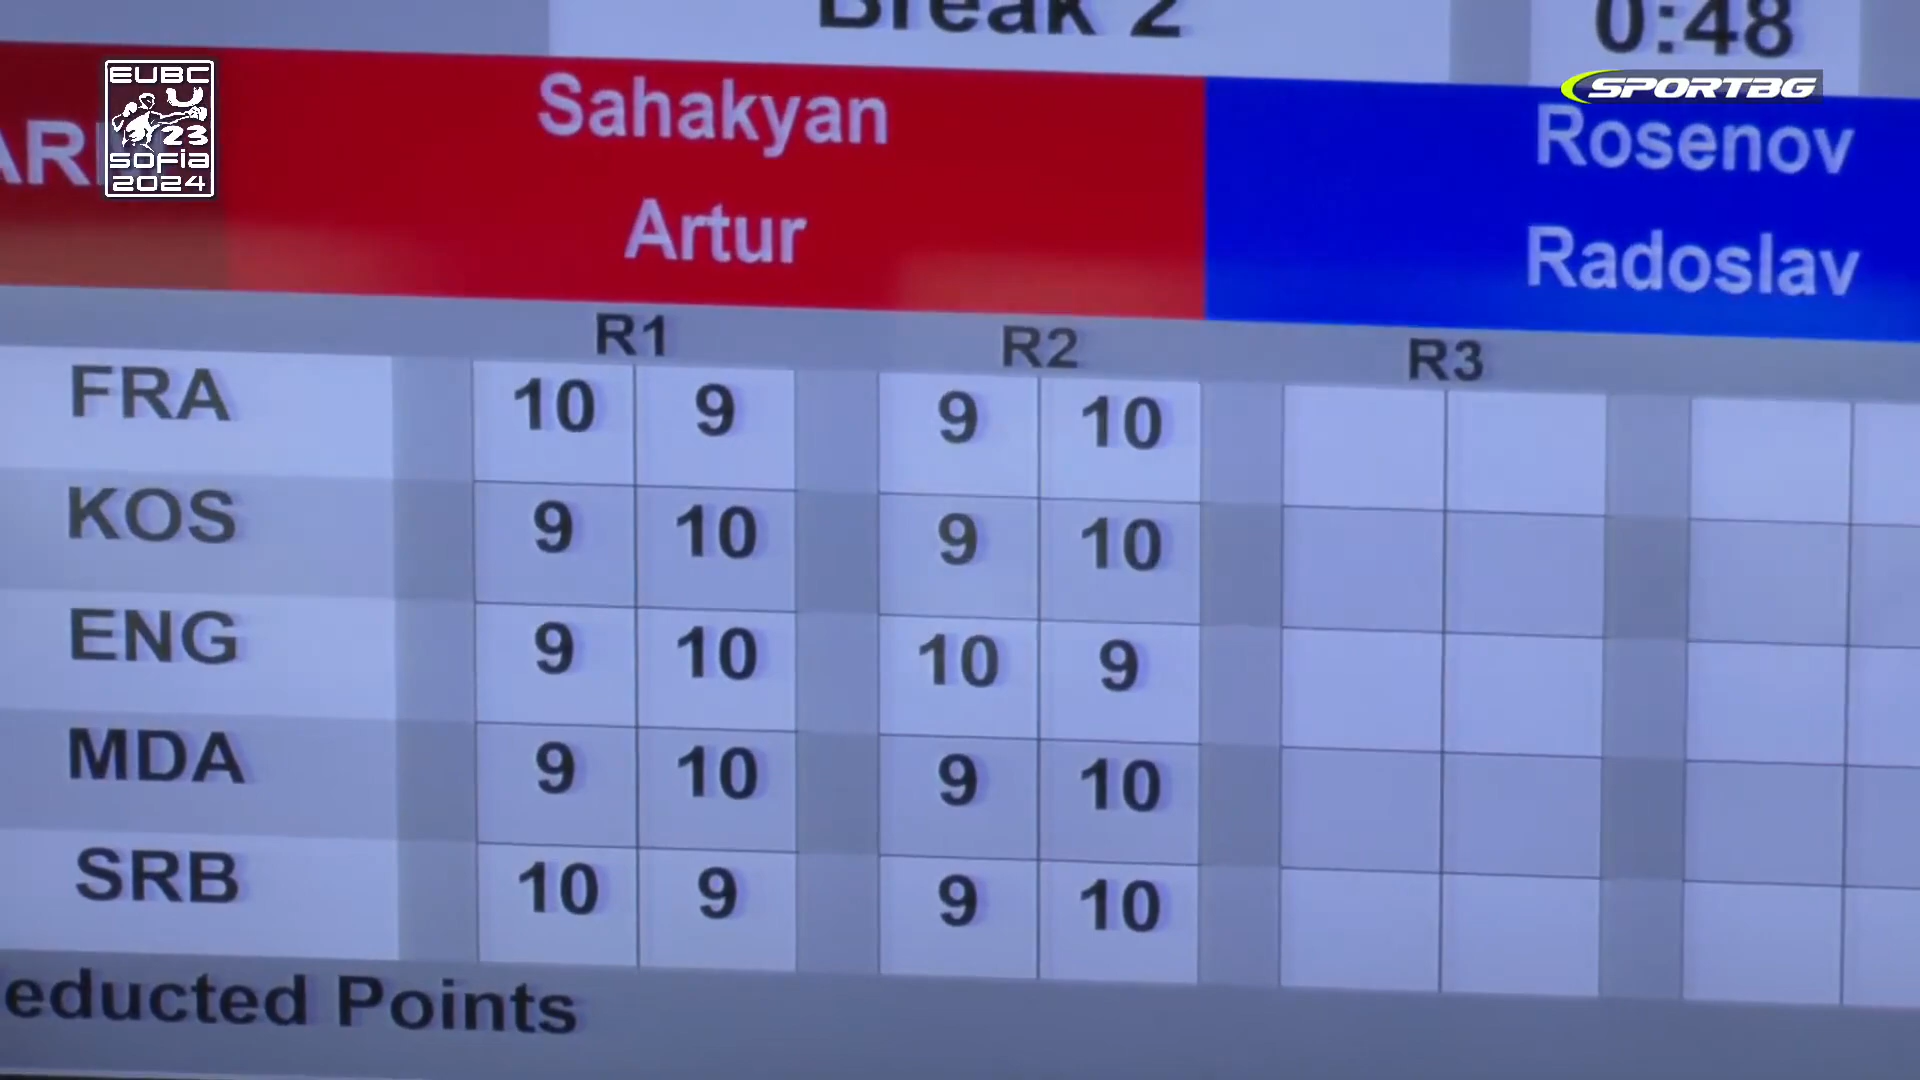 Break 2
0:48
EUBC
U
23
SOFIA
2024
SPORTBG
Sahakyan
Artur
Rosenov
Radoslav
R1 R2 R3
FRA 10 9 9 10
KOS 9 10 9 10
ENG 9 10 10 9
MDA 9 10 9 10
SRB 10 9 9 10
educted Points